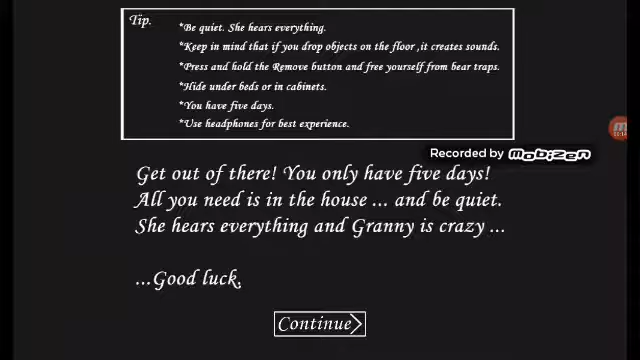 Tip.
*Be quiet. She hears everything.
*Keep in mind that if you drop objects on the floor ,it creates sounds.
*Press and hold the Remove button and free yourself from bear traps.
*Hide under beds or in cabinets.
*You have five days.
*Use headphones for best experience.
Recorded by mobizen
Get out of there! You only have five days!
All you need is in the house ... and be quiet.
She hears everything and Granny is crazy ...
...Good luck.
Continue